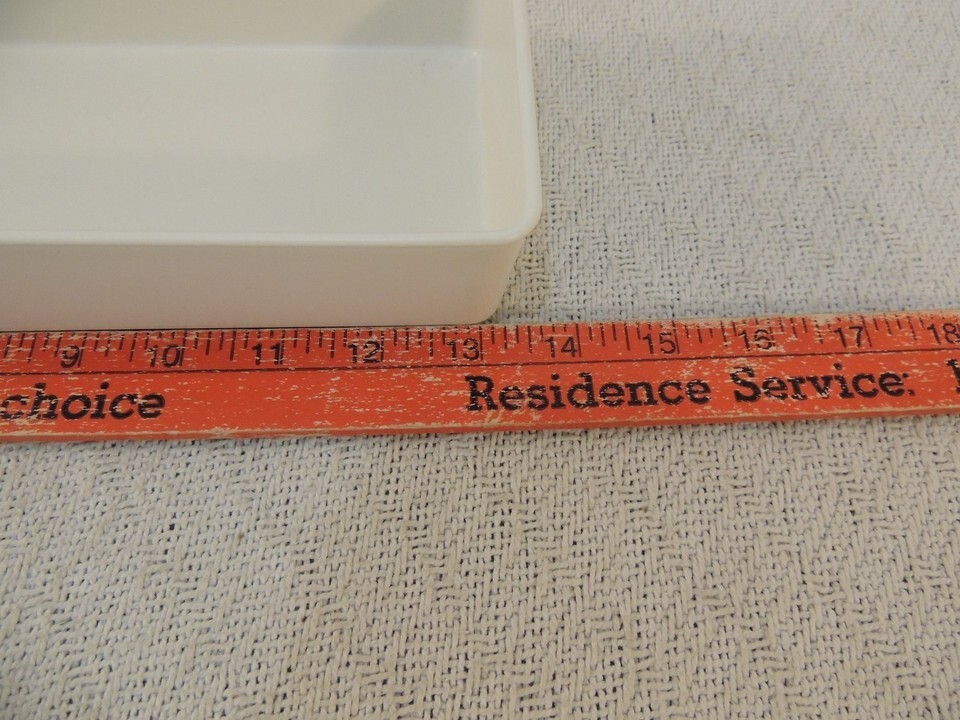 9 10 11 12 13 14 15 16 17 18
choice Residence Service: